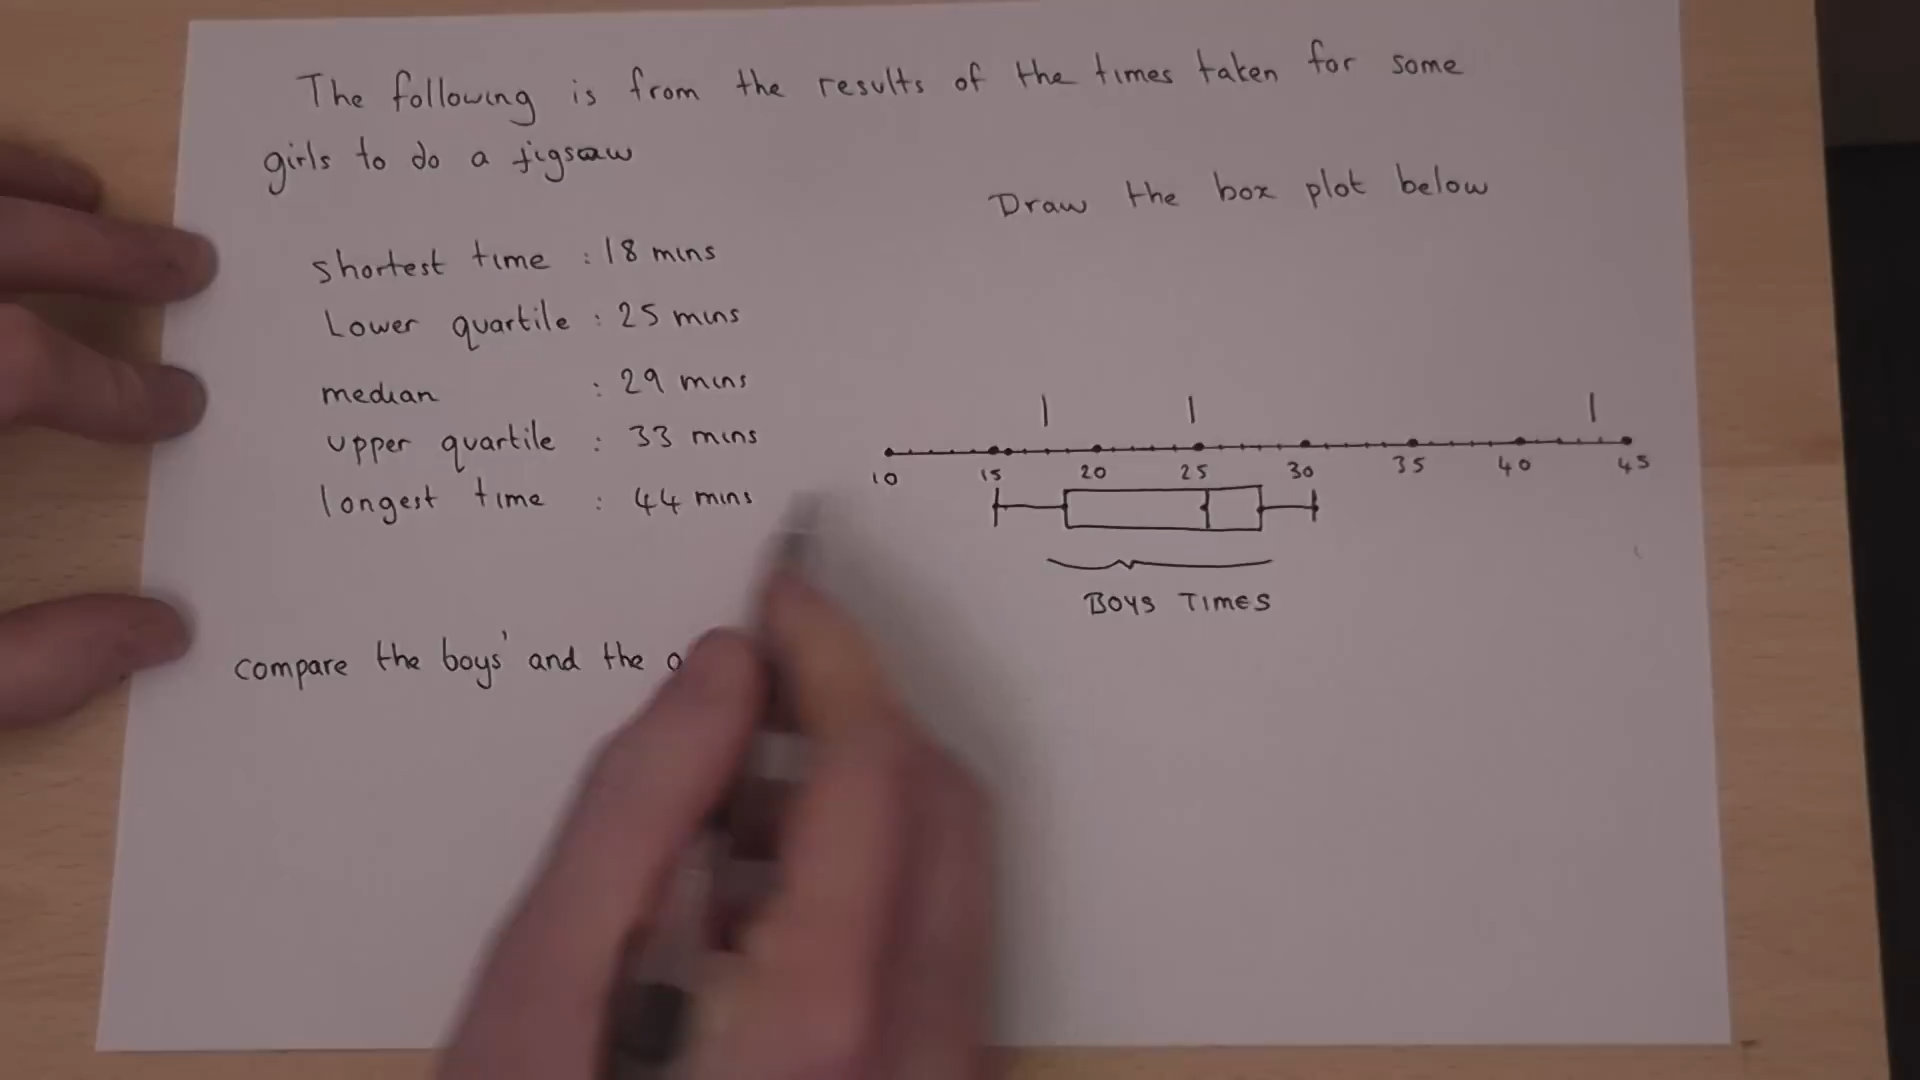 The following is from the results of the times taken for some
girls to do a jigsaw
Draw the box plot below
shortest time : 18 mins
Lower quartile : 25 mins
median : 29 mins
upper quartile : 33 mins
longest time : 44 mins
10 15 20 25 30 35 40 45
BOYS TIMES
compare the boys' and the